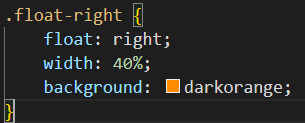 .float-right {
    float: right;
    width: 40%;
    background: darkorange;
}